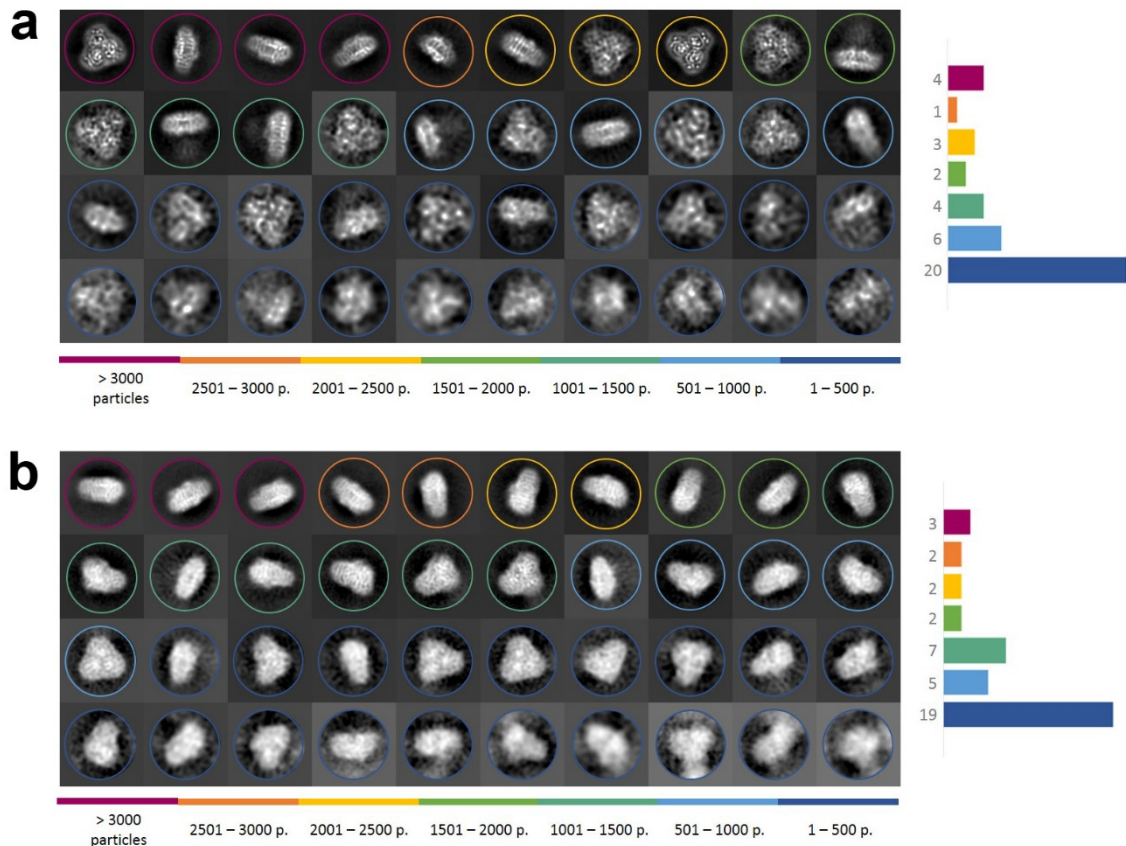 a
4
1
3
2
4
6
20
> 3000
particles
2501 – 3000 p.
2001 – 2500 p.
1501 – 2000 p.
1001 – 1500 p.
501 – 1000 p.
1 – 500 p.
b
3
2
2
2
7
5
19
> 3000
particles
2501 – 3000 p.
2001 – 2500 p.
1501 – 2000 p.
1001 – 1500 p.
501 – 1000 p.
1 – 500 p.